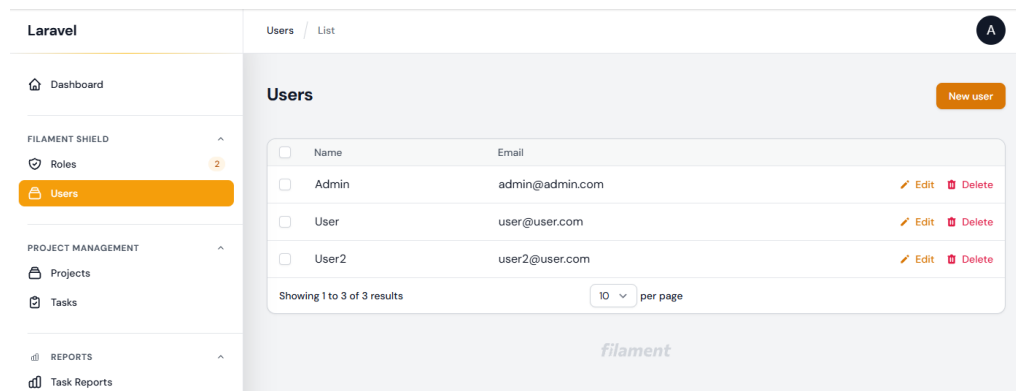 Laravel
Users / List
A
Dashboard
Users
New user
FILAMENT SHIELD
Roles 2
Users
Name Email
Admin admin@admin.com Edit Delete
User user@user.com Edit Delete
User2 user2@user.com Edit Delete
Showing 1 to 3 of 3 results 10 per page
PROJECT MANAGEMENT
Projects
Tasks
filament
REPORTS
Task Reports